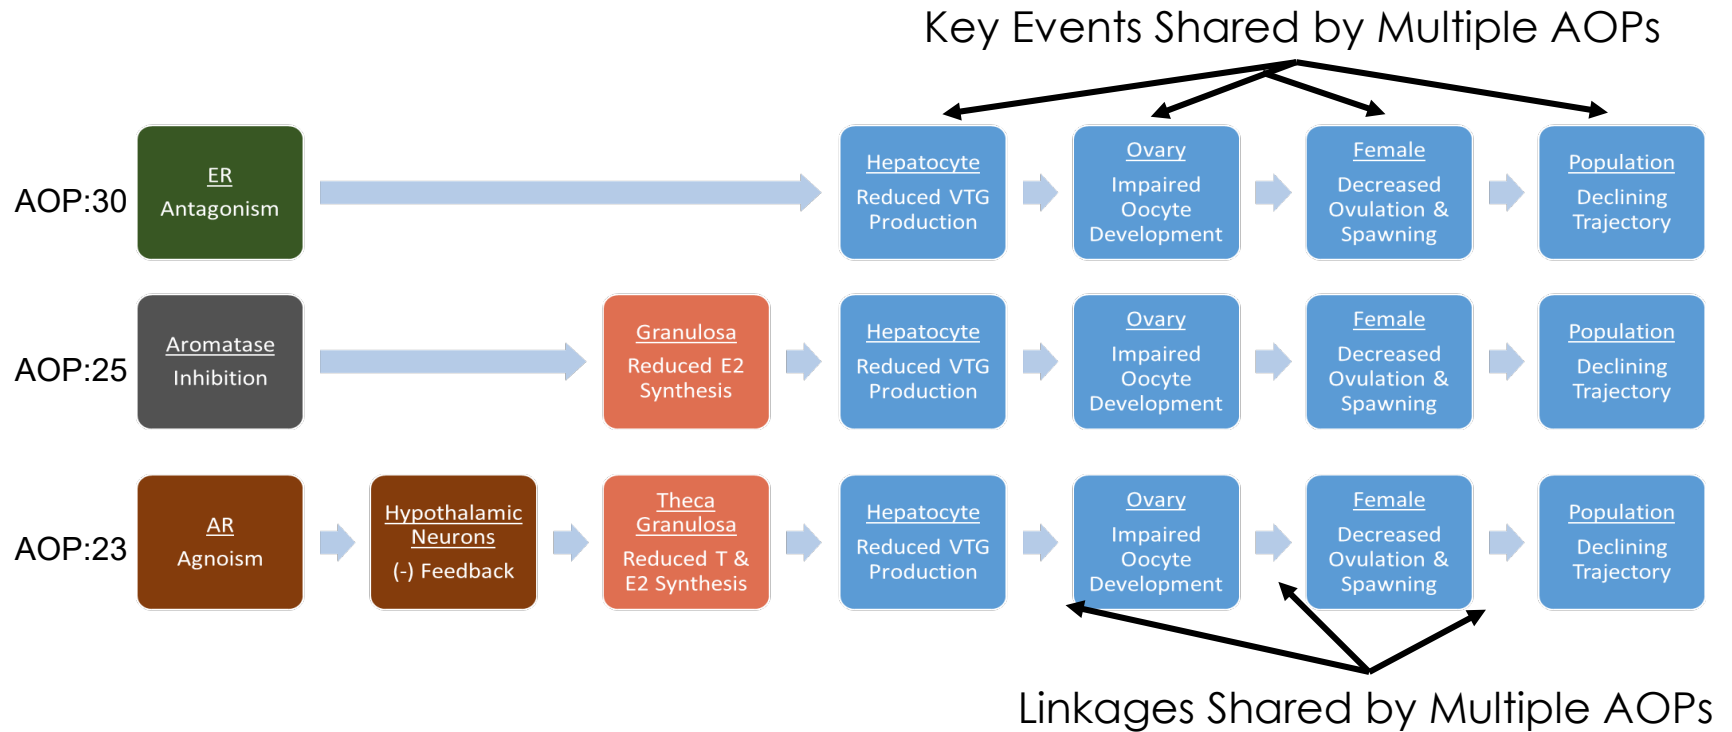 Key Events Shared by Multiple AOPs
AOP:30
ER
Antagonism
Hepatocyte
Reduced VTG
Production
Ovary
Impaired
Oocyte
Development
Female
Decreased
Ovulation &
Spawning
Population
Declining
Trajectory
AOP:25
Aromatase
Inhibition
Granulosa
Reduced E2
Synthesis
Hepatocyte
Reduced VTG
Production
Ovary
Impaired
Oocyte
Development
Female
Decreased
Ovulation &
Spawning
Population
Declining
Trajectory
AOP:23
AR
Agnoism
Hypothalamic
Neurons
(-) Feedback
Theca
Granulosa
Reduced T &
E2 Synthesis
Hepatocyte
Reduced VTG
Production
Ovary
Impaired
Oocyte
Development
Female
Decreased
Ovulation &
Spawning
Population
Declining
Trajectory
Linkages Shared by Multiple AOPs